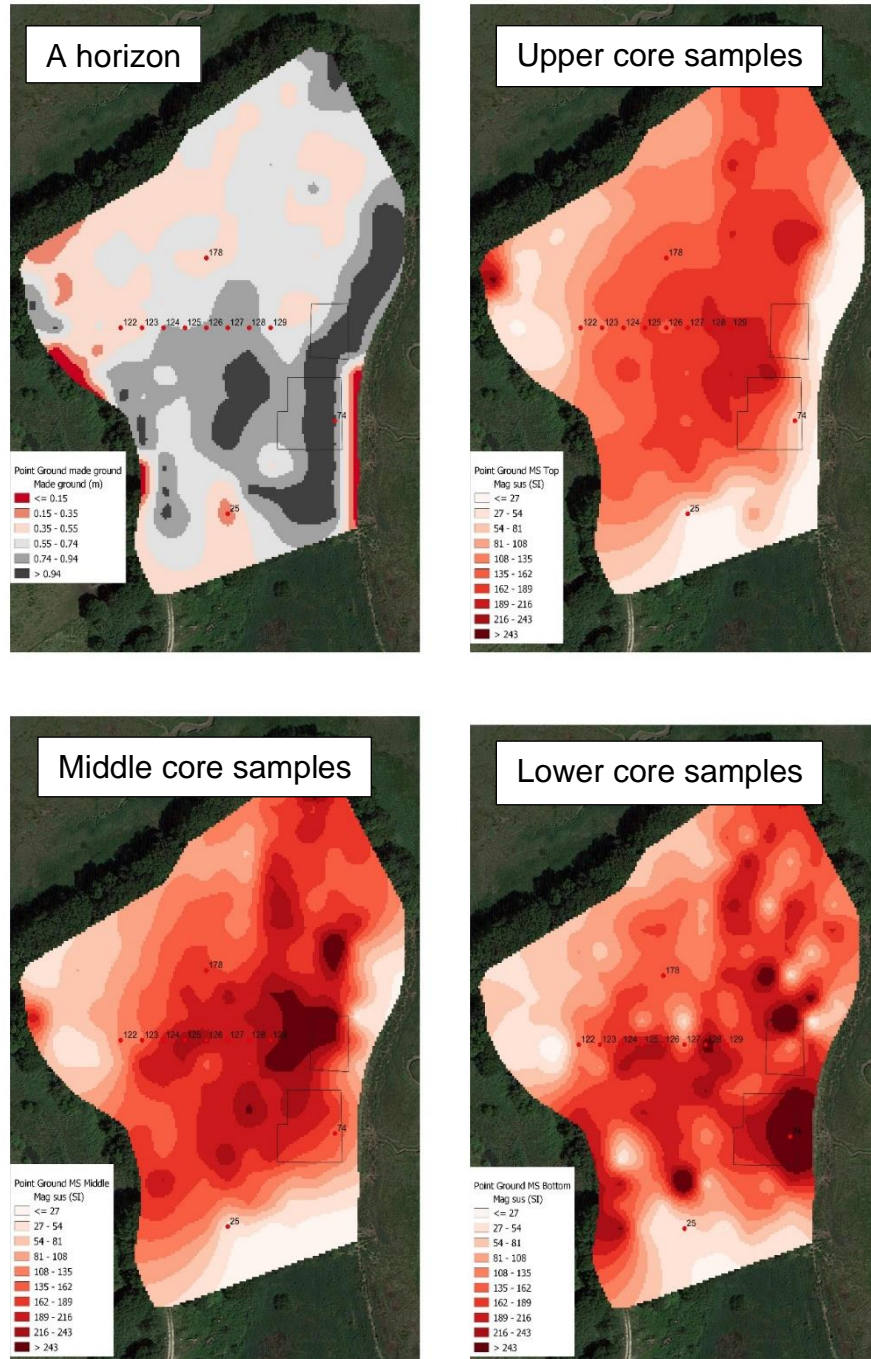 A horizon
178
122 123 124 125 126 127 128 129
74
25
Point Ground made ground
Made ground (m)
<= 0.15
0.15 - 0.35
0.35 - 0.55
0.55 - 0.74
0.74 - 0.94
> 0.94
Upper core samples
178
122 123 124 125 126 127 128 129
74
25
Point Ground MS Top
Mag sus (SI)
<= 27
27 - 54
54 - 81
81 - 108
108 - 135
135 - 162
162 - 189
189 - 216
216 - 243
> 243
Middle core samples
178
122 123 124 125 126 127 128 129
74
25
Point Ground MS Middle
Mag sus (SI)
<= 27
27 - 54
54 - 81
81 - 108
108 - 135
135 - 162
162 - 189
189 - 216
216 - 243
> 243
Lower core samples
178
122 123 124 125 126 127 128 129
74
25
Point Ground MS Bottom
Mag sus (SI)
<= 27
27 - 54
54 - 81
81 - 108
108 - 135
135 - 162
162 - 189
189 - 216
216 - 243
> 243